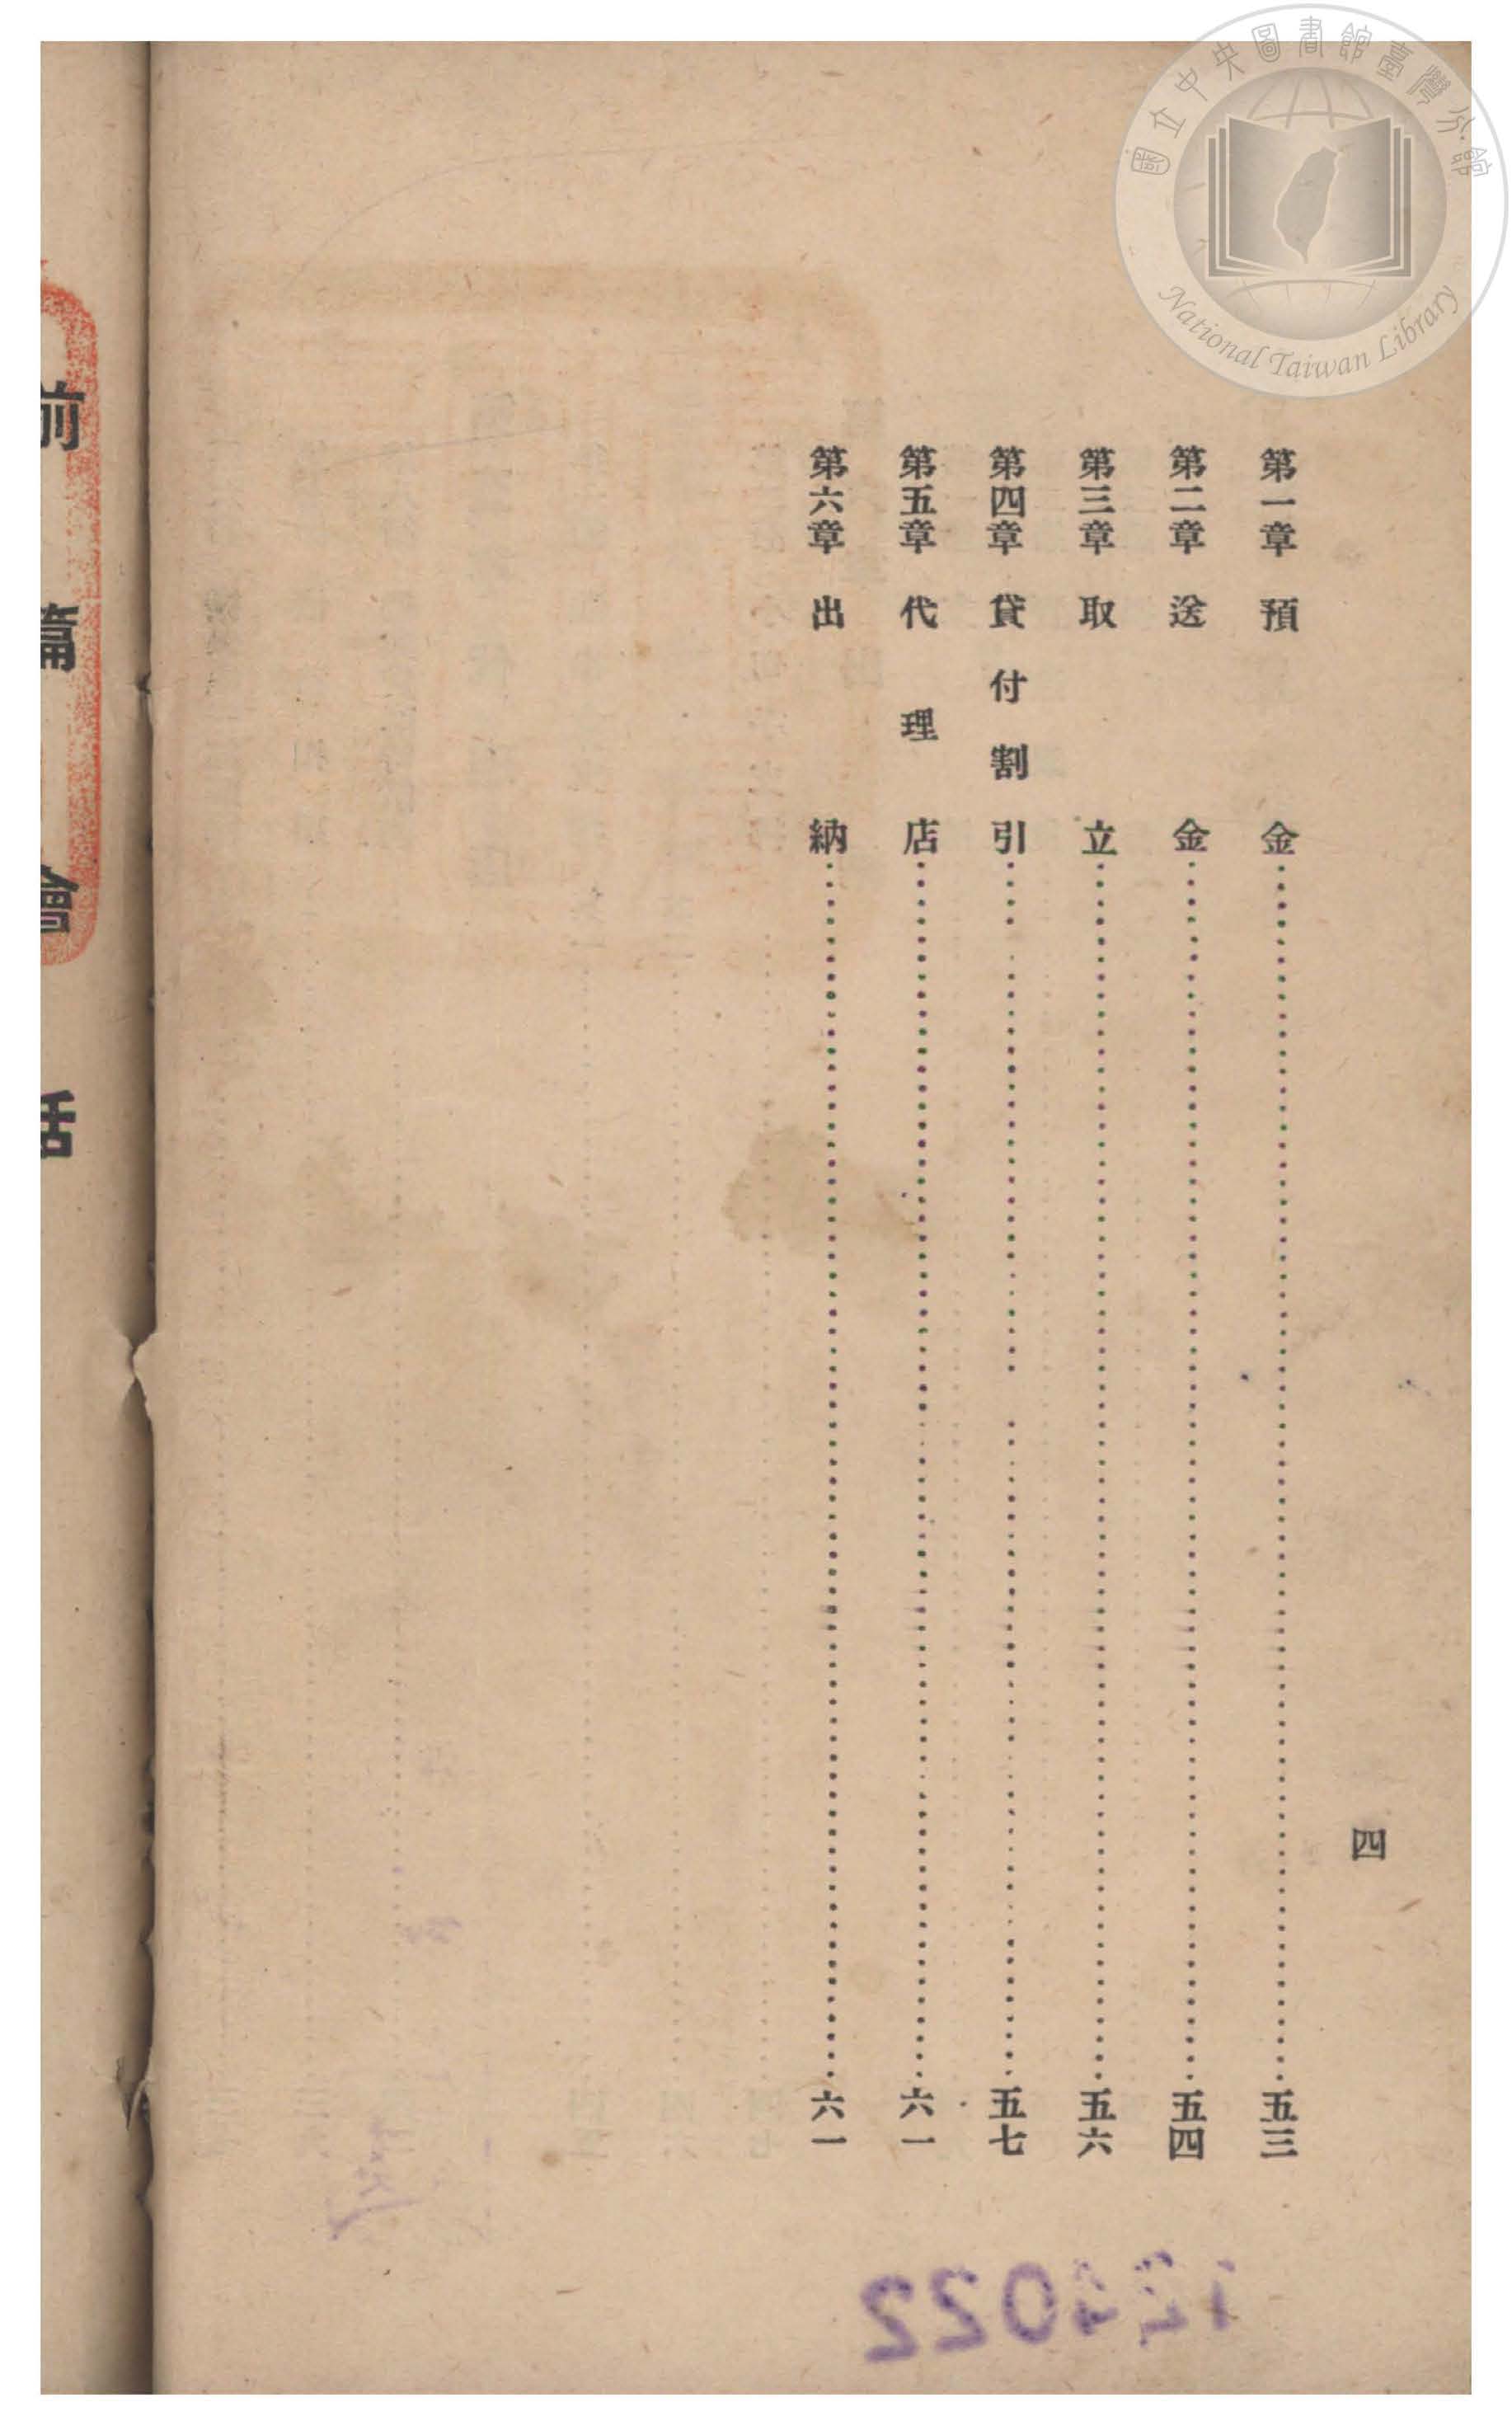 四
第一章 預金……五三
第二章 送金……五四
第三章 取立……五六
第四章 貸付割引……五七
第五章 代理店……六一
第六章 出納……六一
前篇會話
國立中央圖書館臺灣分館
National Taiwan Library